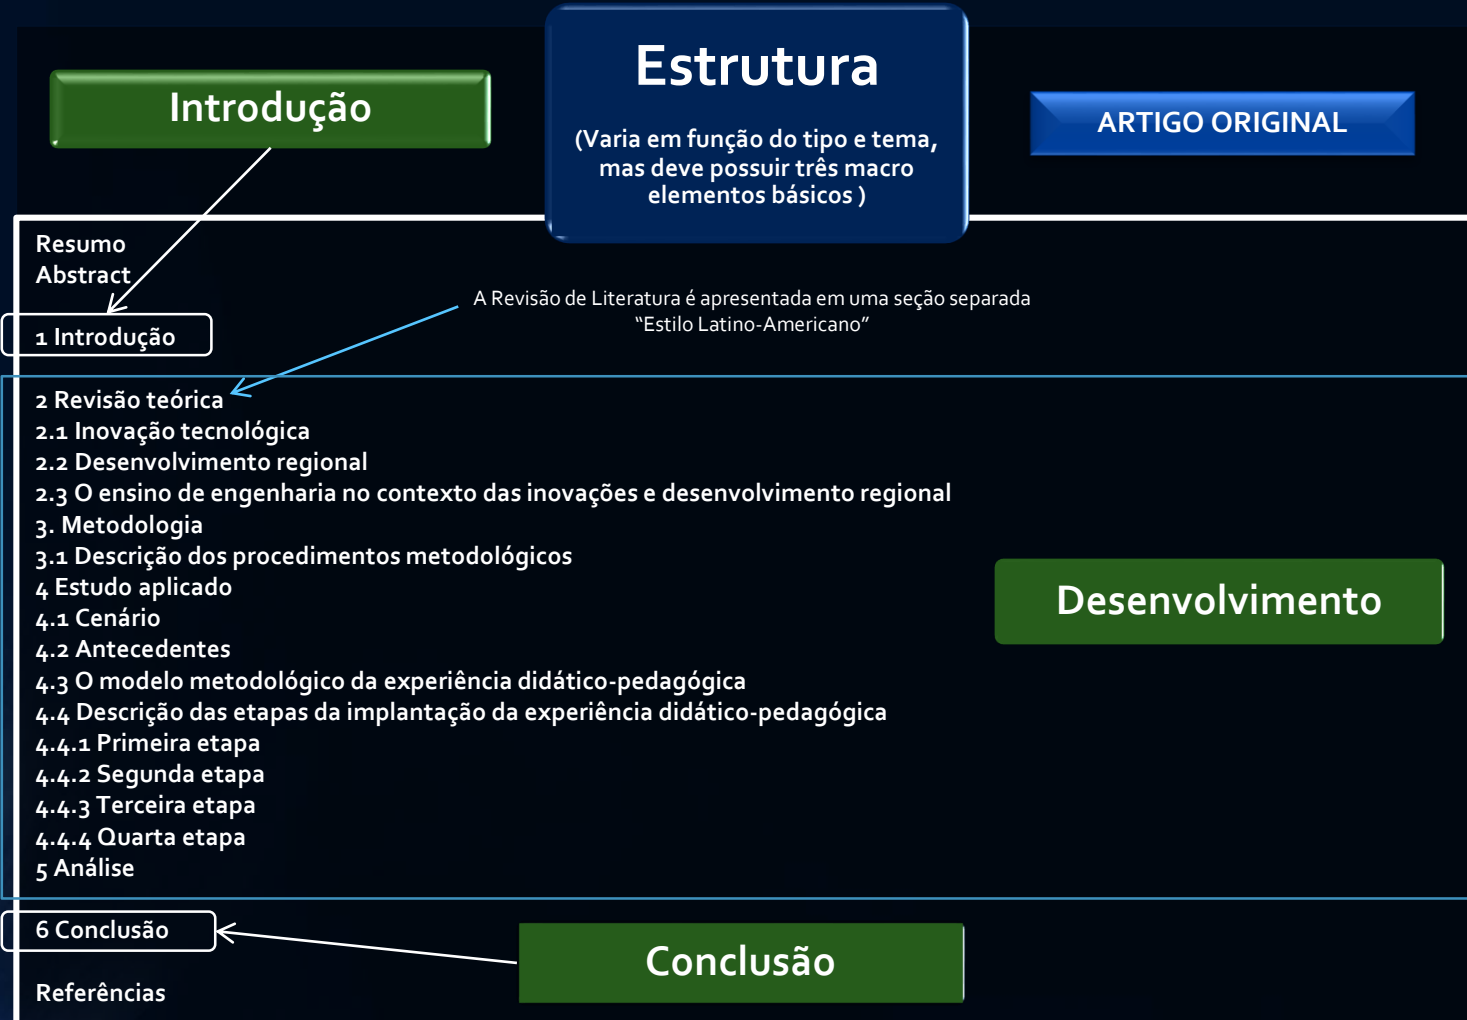 Introdução
Estrutura
(Varia em função do tipo e tema,
mas deve possuir três macro
elementos básicos )
ARTIGO ORIGINAL
Resumo
Abstract
A Revisão de Literatura é apresentada em uma seção separada
“Estilo Latino-Americano”
1 Introdução
2 Revisão teórica
2.1 Inovação tecnológica
2.2 Desenvolvimento regional
2.3 O ensino de engenharia no contexto das inovações e desenvolvimento regional
3. Metodologia
3.1 Descrição dos procedimentos metodológicos
4 Estudo aplicado
4.1 Cenário
4.2 Antecedentes
4.3 O modelo metodológico da experiência didático-pedagógica
4.4 Descrição das etapas da implantação da experiência didático-pedagógica
4.4.1 Primeira etapa
4.4.2 Segunda etapa
4.4.3 Terceira etapa
4.4.4 Quarta etapa
5 Análise
Desenvolvimento
6 Conclusão
Conclusão
Referências